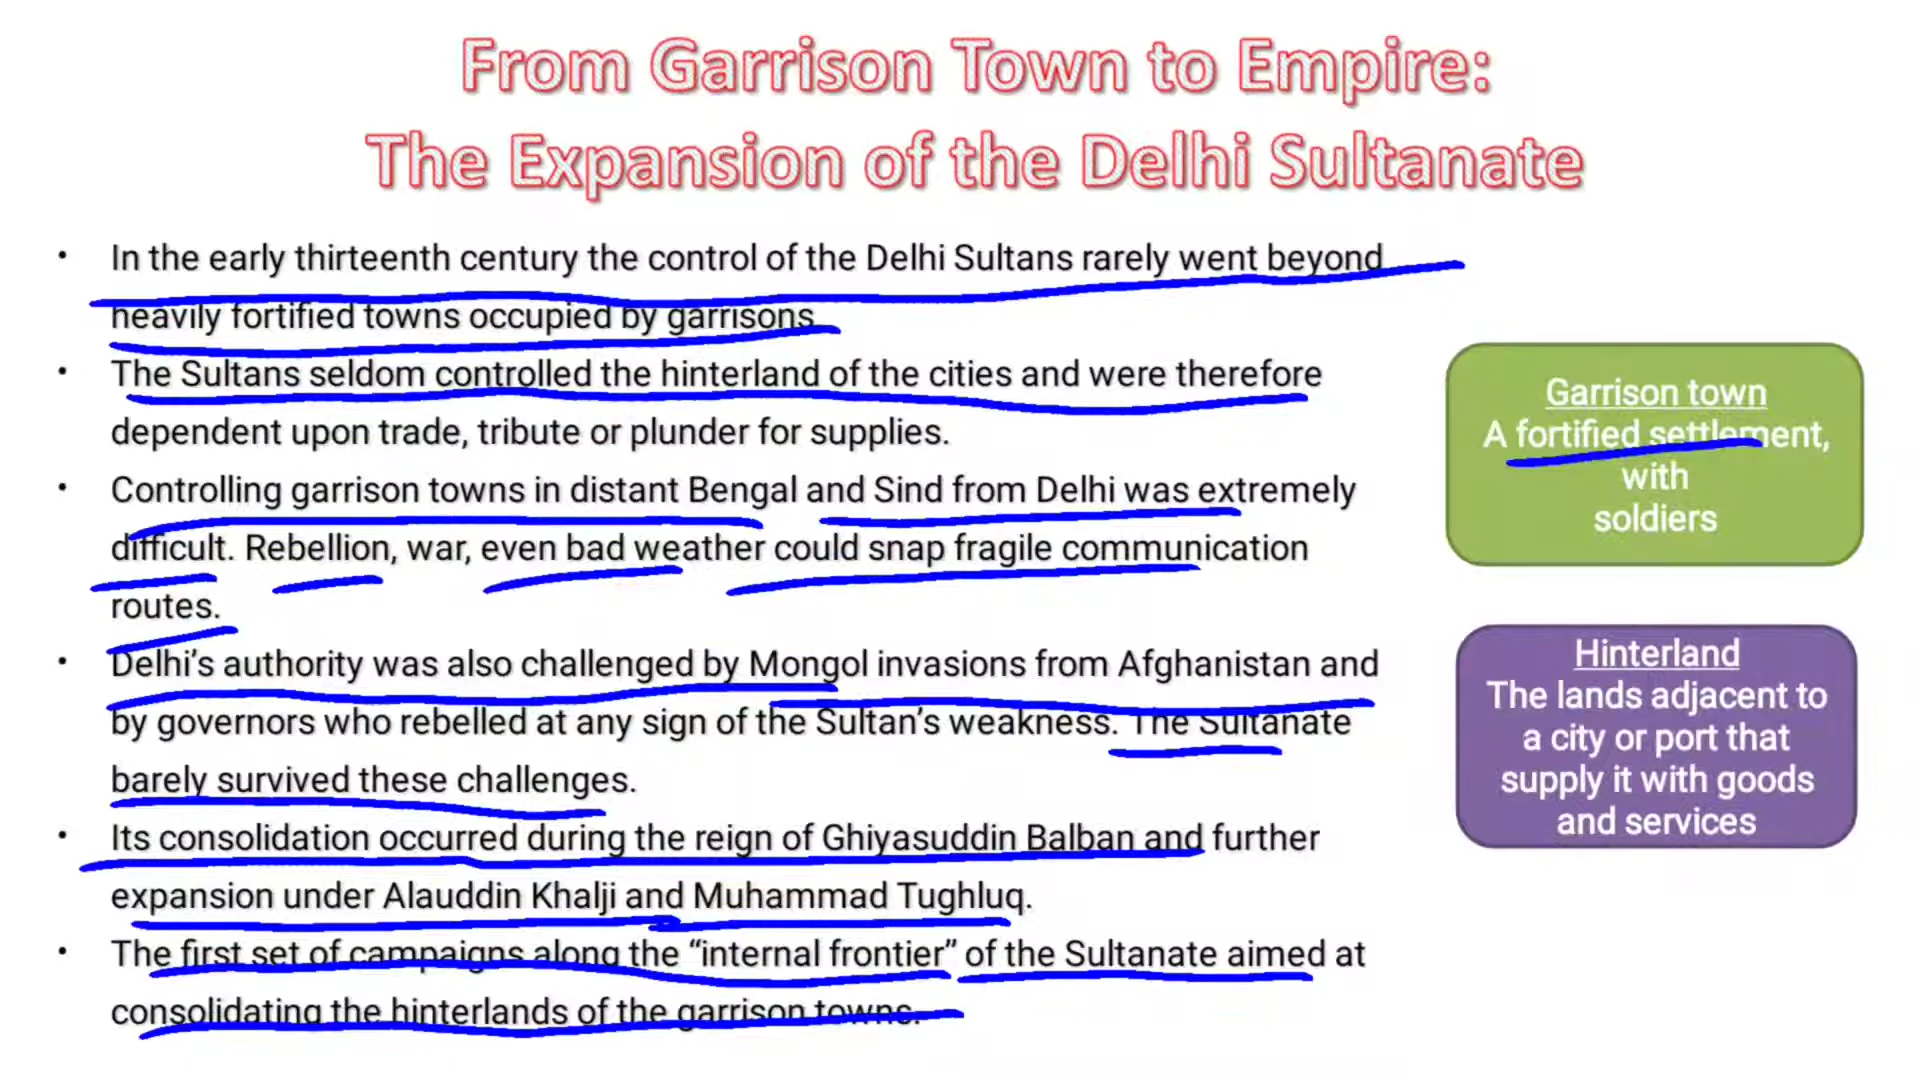 From Garrison Town to Empire:
The Expansion of the Delhi Sultanate
• In the early thirteenth century the control of the Delhi Sultans rarely went beyond
heavily fortified towns occupied by garrisons.
• The Sultans seldom controlled the hinterland of the cities and were therefore
dependent upon trade, tribute or plunder for supplies.
• Controlling garrison towns in distant Bengal and Sind from Delhi was extremely
difficult. Rebellion, war, even bad weather could snap fragile communication
routes.
• Delhi’s authority was also challenged by Mongol invasions from Afghanistan and
by governors who rebelled at any sign of the Sultan’s weakness. The Sultanate
barely survived these challenges.
• Its consolidation occurred during the reign of Ghiyasuddin Balban and further
expansion under Alauddin Khalji and Muhammad Tughluq.
• The first set of campaigns along the “internal frontier” of the Sultanate aimed at
consolidating the hinterlands of the garrison towns.
Garrison town
A fortified settlement,
with
soldiers
Hinterland
The lands adjacent to
a city or port that
supply it with goods
and services